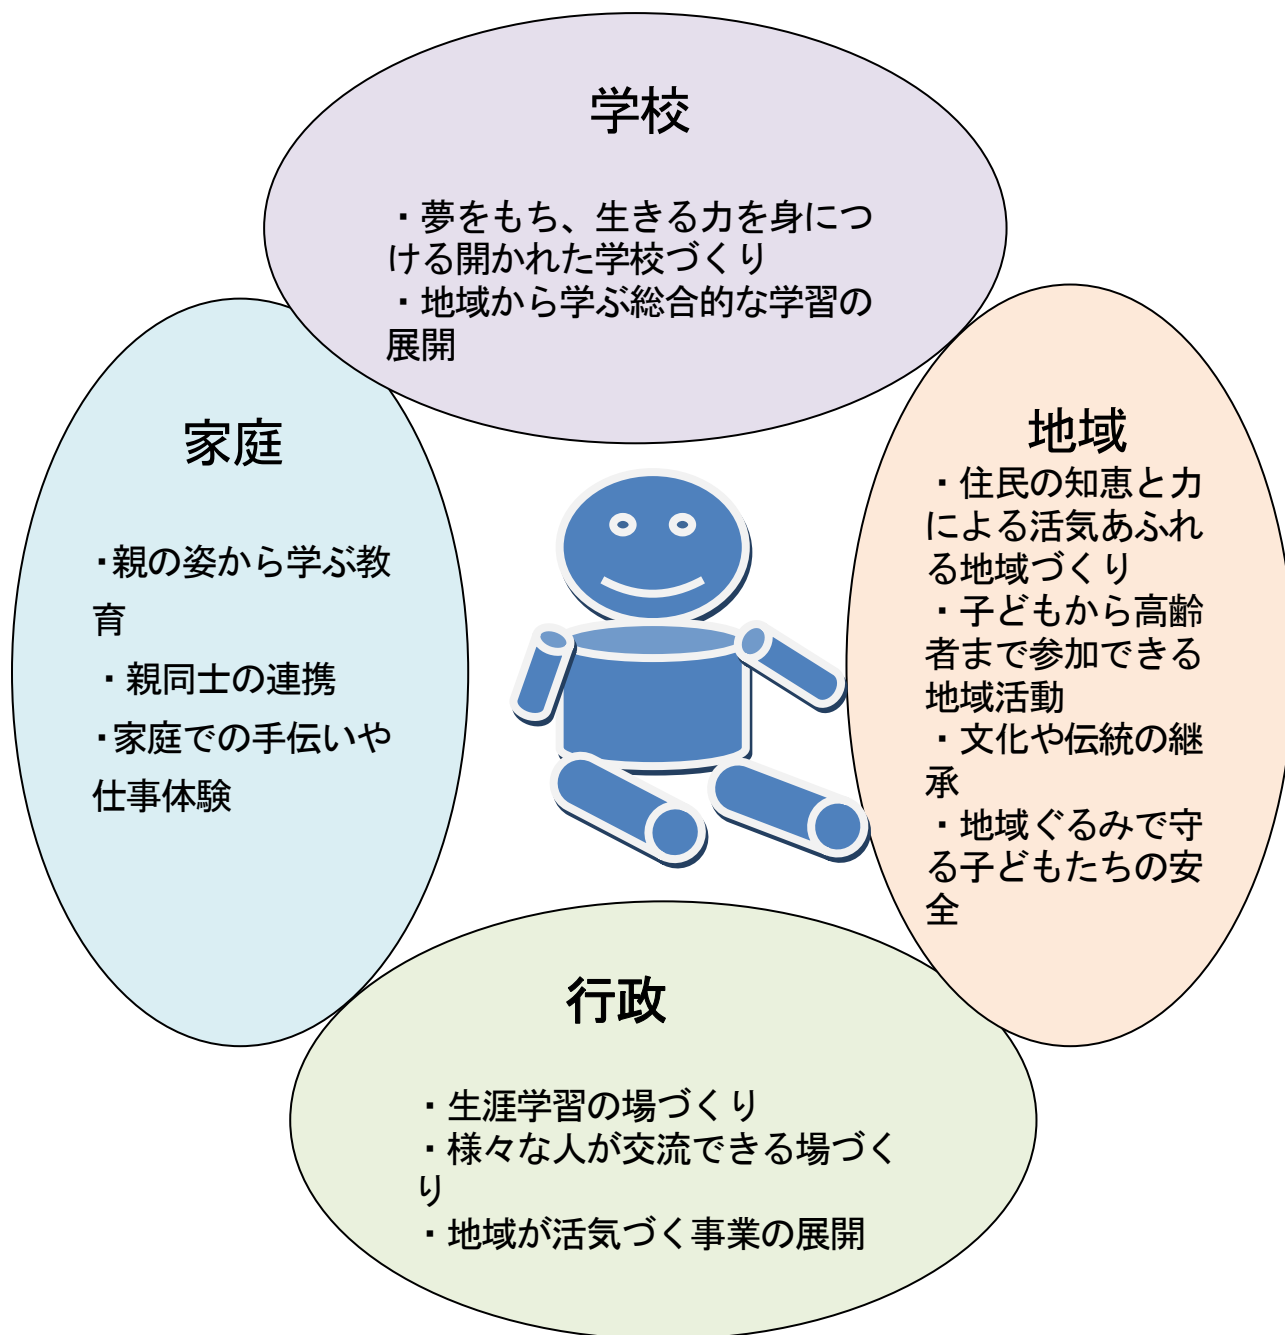 学校
・夢をもち、生きる力を身につ
ける開かれた学校づくり
・地域から学ぶ総合的な学習の
展開
家庭
・親の姿から学ぶ教
育
・親同士の連携
・家庭での手伝いや
仕事体験
地域
・住民の知恵と力
による活気あふれ
る地域づくり
・子どもから高齢
者まで参加できる
地域活動
・文化や伝統の継
承
・地域ぐるみで守
る子どもたちの安
全
行政
・生涯学習の場づくり
・様々な人が交流できる場づく
り
・地域が活気づく事業の展開